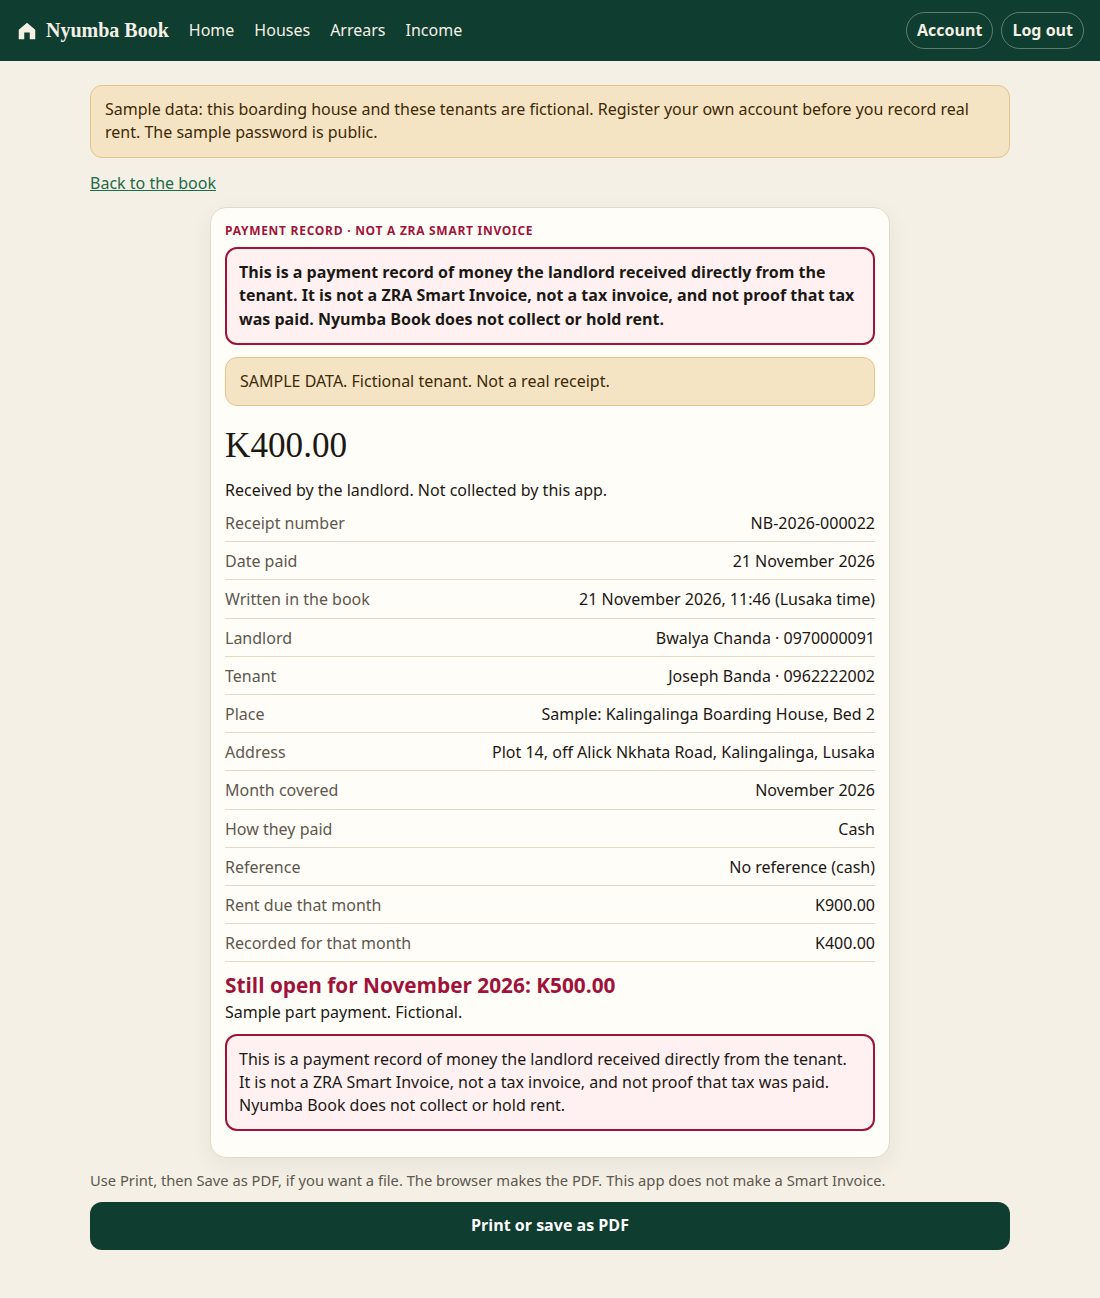 Nyumba Book Home Houses Arrears Income Account Log out
Sample data: this boarding house and these tenants are fictional. Register your own account before you record real
rent. The sample password is public.
Back to the book
PAYMENT RECORD · NOT A ZRA SMART INVOICE
This is a payment record of money the landlord received directly from the
tenant. It is not a ZRA Smart Invoice, not a tax invoice, and not proof that tax
was paid. Nyumba Book does not collect or hold rent.
SAMPLE DATA. Fictional tenant. Not a real receipt.
K400.00
Received by the landlord. Not collected by this app.
Receipt number NB-2026-000022
Date paid 21 November 2026
Written in the book 21 November 2026, 11:46 (Lusaka time)
Landlord Bwalya Chanda · 0970000091
Tenant Joseph Banda · 0962222002
Place Sample: Kalingalinga Boarding House, Bed 2
Address Plot 14, off Alick Nkhata Road, Kalingalinga, Lusaka
Month covered November 2026
How they paid Cash
Reference No reference (cash)
Rent due that month K900.00
Recorded for that month K400.00
Still open for November 2026: K500.00
Sample part payment. Fictional.
This is a payment record of money the landlord received directly from the tenant.
It is not a ZRA Smart Invoice, not a tax invoice, and not proof that tax was paid.
Nyumba Book does not collect or hold rent.
Use Print, then Save as PDF, if you want a file. The browser makes the PDF. This app does not make a Smart Invoice.
Print or save as PDF